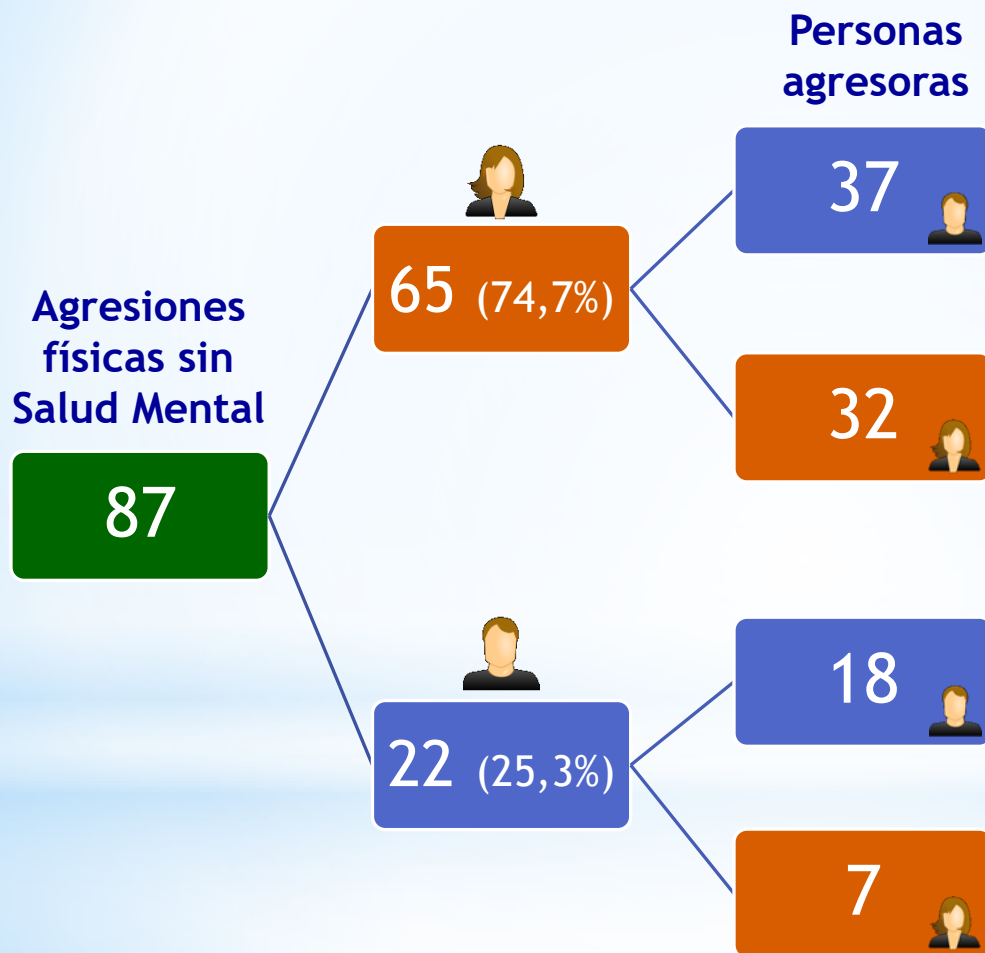 Personas
agresoras
37
65 (74,7%)
Agresiones
físicas sin
Salud Mental
32
87
18
22 (25,3%)
7